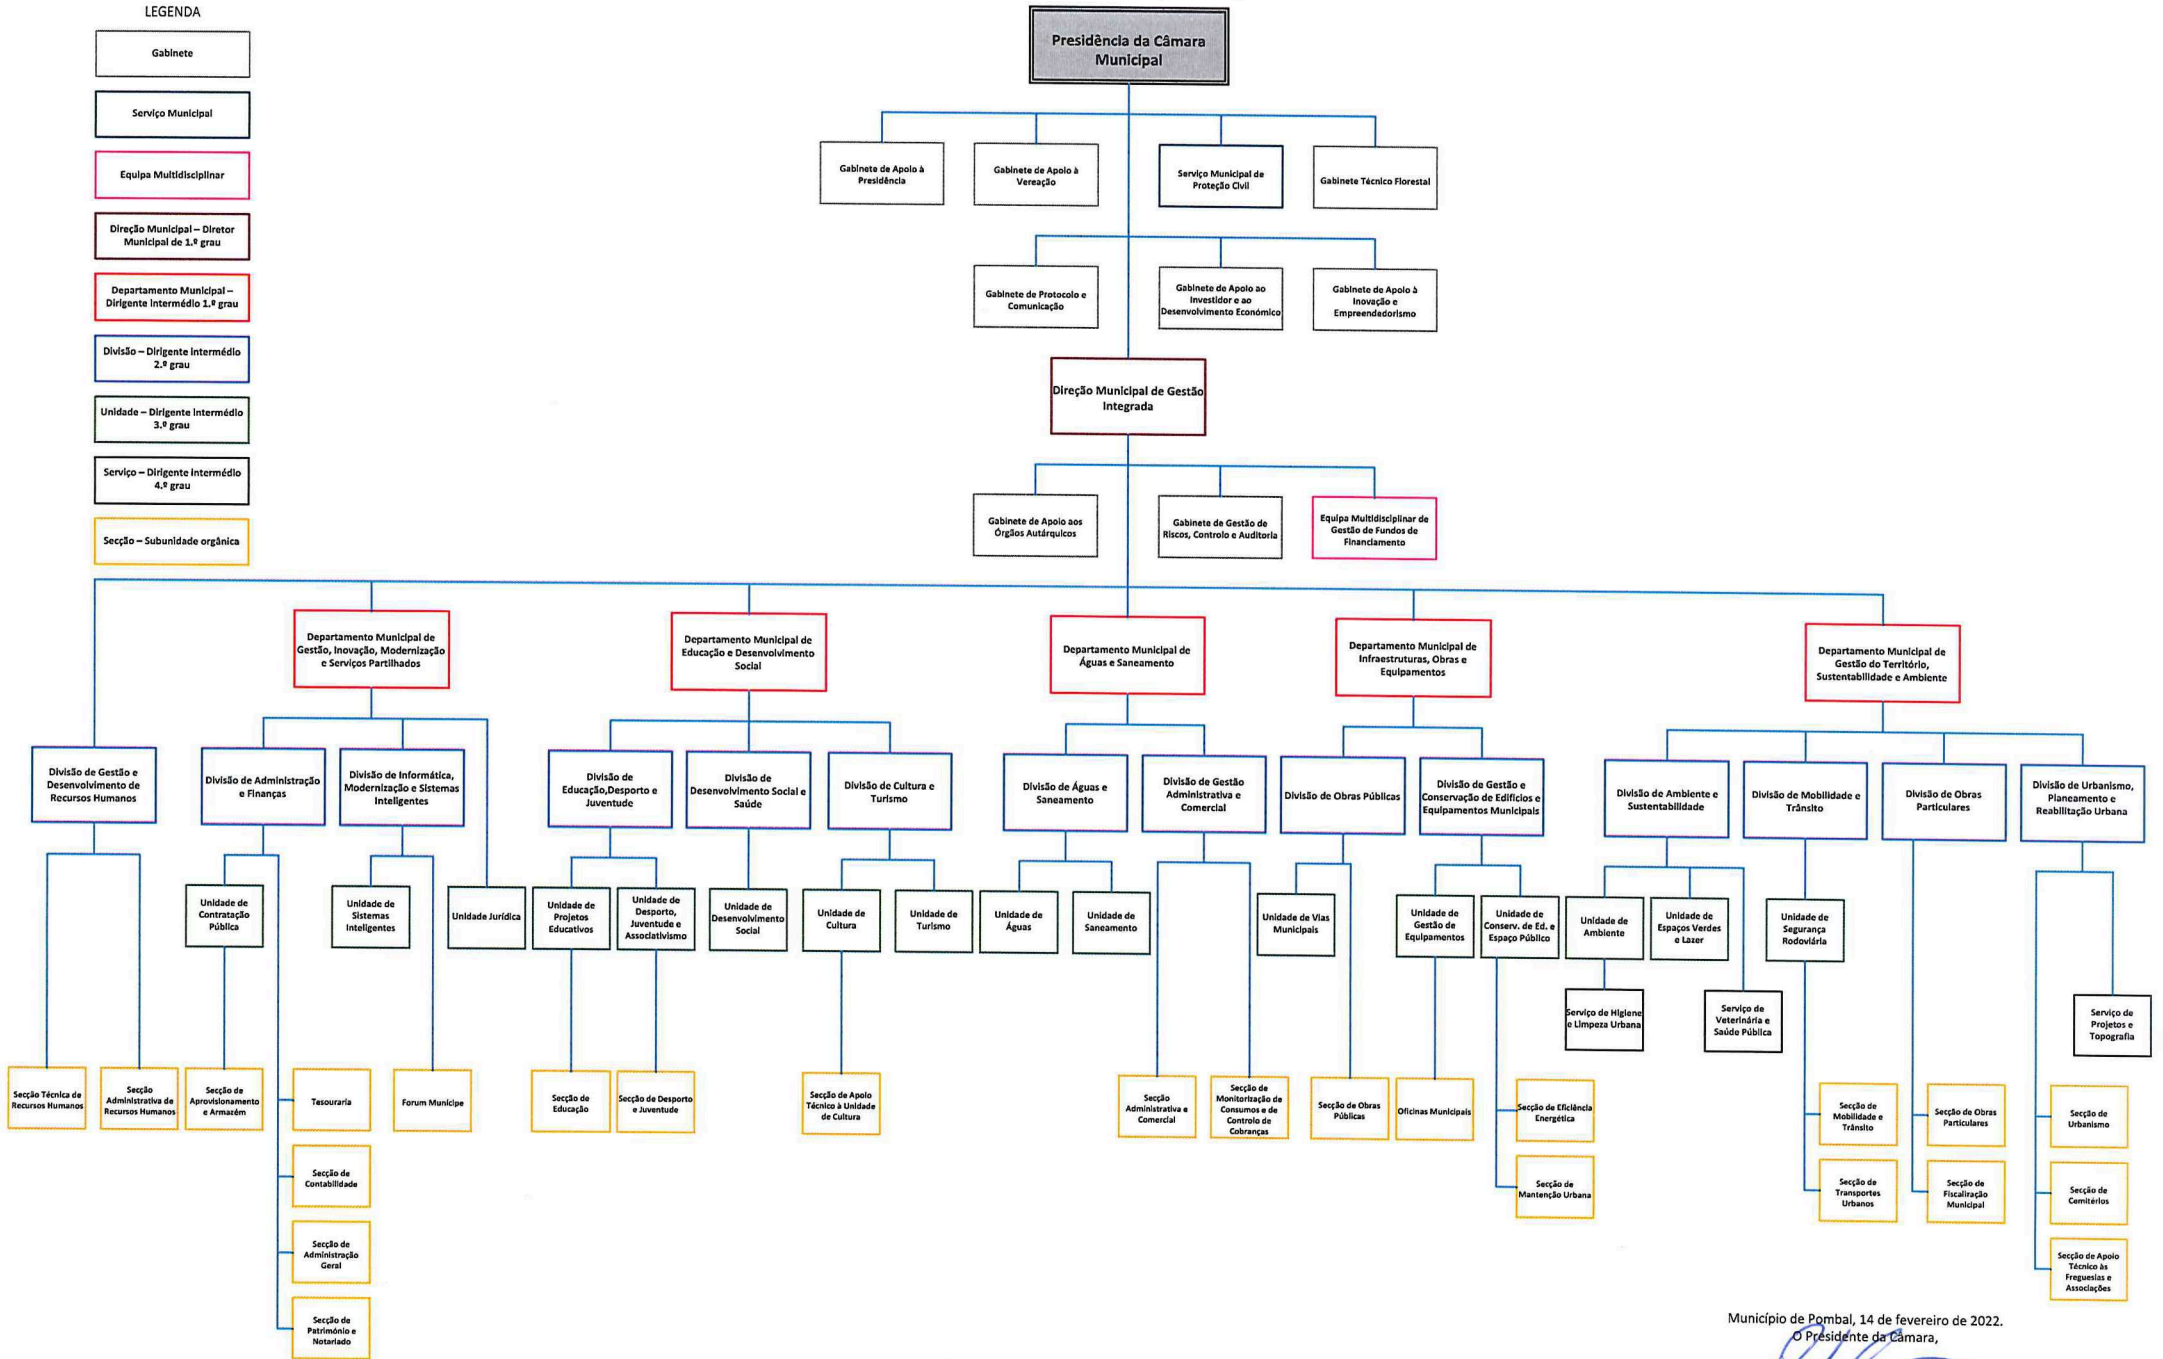 LEGENDA
Gabinete
Serviço Municipal
Equipa Multidisciplinar
Direção Municipal – Diretor
Municipal de 1.º grau
Departamento Municipal –
Dirigente Intermédio 1.º grau
Divisão – Dirigente intermédio
2.º grau
Unidade – Dirigente intermédio
3.º grau
Serviço – Dirigente intermédio
4.º grau
Secção – Subunidade orgânica
Presidência da Câmara
Municipal
Gabinete de Apoio à
Presidência
Gabinete de Apoio à
Vereação
Serviço Municipal de
Proteção Civil
Gabinete Técnico Florestal
Gabinete de Protocolo e
Comunicação
Gabinete de Apoio ao
Investidor e ao
Desenvolvimento Económico
Gabinete de Apoio à
Inovação e
Empreendedorismo
Direção Municipal de Gestão
Integrada
Gabinete de Apoio aos
Órgãos Autárquicos
Gabinete de Gestão de
Riscos, Controlo e Auditoria
Equipa Multidisciplinar de
Gestão de Fundos de
Financiamento
Departamento Municipal de
Gestão, Inovação, Modernização
e Serviços Partilhados
Departamento Municipal de
Educação e Desenvolvimento
Social
Departamento Municipal de
Águas e Saneamento
Departamento Municipal de
Infraestruturas, Obras e
Equipamentos
Departamento Municipal de
Gestão do Território,
Sustentabilidade e Ambiente
Divisão de Gestão e
Desenvolvimento de
Recursos Humanos
Divisão de Administração
e Finanças
Divisão de Informática,
Modernização e Sistemas
Inteligentes
Divisão de
Educação,Desporto e
Juventude
Divisão de
Desenvolvimento Social e
Saúde
Divisão de Cultura e
Turismo
Divisão de Águas e
Saneamento
Divisão de Gestão
Administrativa e
Comercial
Divisão de Obras Públicas
Divisão de Gestão e
Conservação de Edifícios e
Equipamentos Municipais
Divisão de Ambiente e
Sustentabilidade
Divisão de Mobilidade e
Trânsito
Divisão de Obras
Particulares
Divisão de Urbanismo,
Planeamento e
Reabilitação Urbana
Unidade de
Contratação
Pública
Unidade de
Sistemas
Inteligentes
Unidade Jurídica
Unidade de
Projetos
Educativos
Unidade de
Desporto,
Juventude e
Associativismo
Unidade de
Desenvolvimento
Social
Unidade de
Cultura
Unidade de
Turismo
Unidade de
Águas
Unidade de
Saneamento
Unidade de Vias
Municipais
Unidade de
Gestão de
Equipamentos
Unidade de
Conserv. de Ed. e
Espaço Público
Unidade de
Ambiente
Unidade de
Espaços Verdes
e Lazer
Unidade de
Segurança
Rodoviária
Serviço de Higiene
e Limpeza Urbana
Serviço de
Veterinária e
Saúde Pública
Serviço de
Projetos e
Topografia
Secção Técnica de
Recursos Humanos
Secção
Administrativa de
Recursos Humanos
Secção de
Aprovisionamento
e Armazém
Tesouraria
Forum Munícipe
Secção de
Educação
Secção de Desporto
e Juventude
Secção de Apoio
Técnico à Unidade
de Cultura
Secção
Administrativa e
Comercial
Secção de
Monitorização de
Consumos e de
Controlo de
Cobranças
Secção de Obras
Públicas
Oficinas Municipais
Secção de Eficiência
Energética
Secção de
Mobilidade e
Trânsito
Secção de Obras
Particulares
Secção de
Urbanismo
Secção de
Contabilidade
Secção de
Mantenção Urbana
Secção de
Transportes
Urbanos
Secção de
Fiscaliração
Municipal
Secção de
Cemitérios
Secção de
Administração
Geral
Secção de Apoio
Técnico às
Freguesias e
Associações
Secção de
Património e
Notariado
Município de Pombal, 14 de fevereiro de 2022.
O Presidente da Câmara,